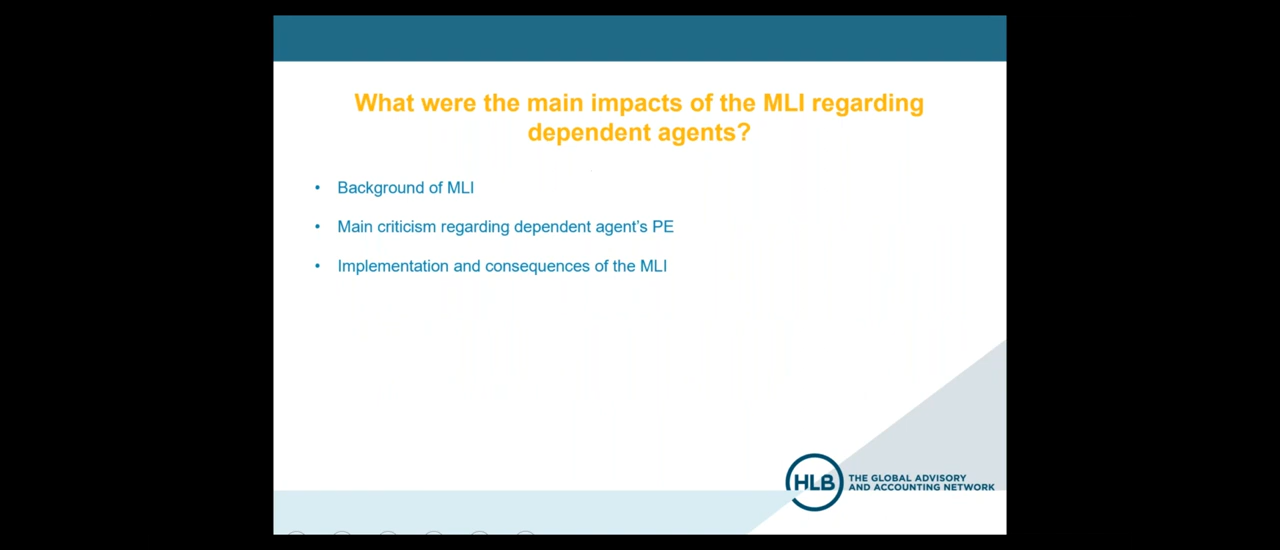 What were the main impacts of the MLI regarding
dependent agents?
• Background of MLI
• Main criticism regarding dependent agent's PE
• Implementation and consequences of the MLI
HLB
THE GLOBAL ADVISORY
AND ACCOUNTING NETWORK